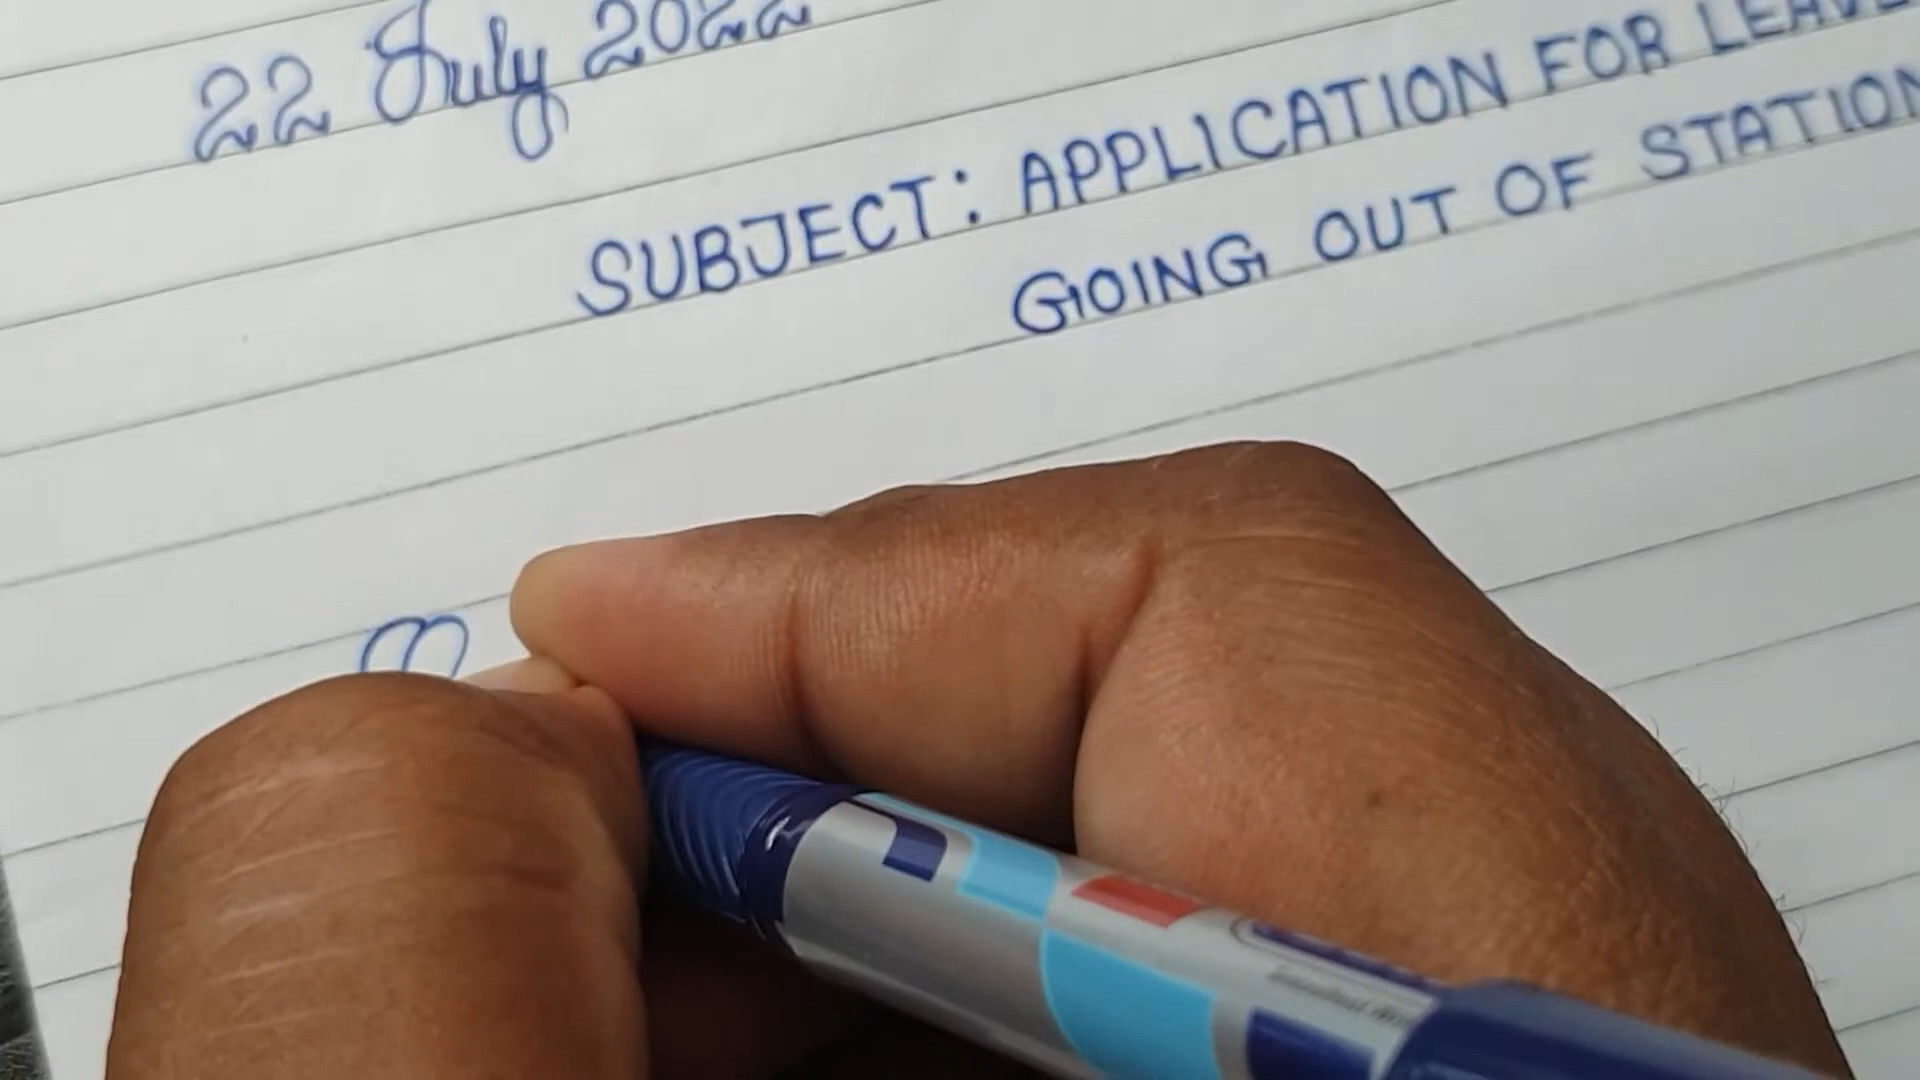 22 July 2022
SUBJECT: APPLICATION FOR LEAVE
GOING OUT OF STATION